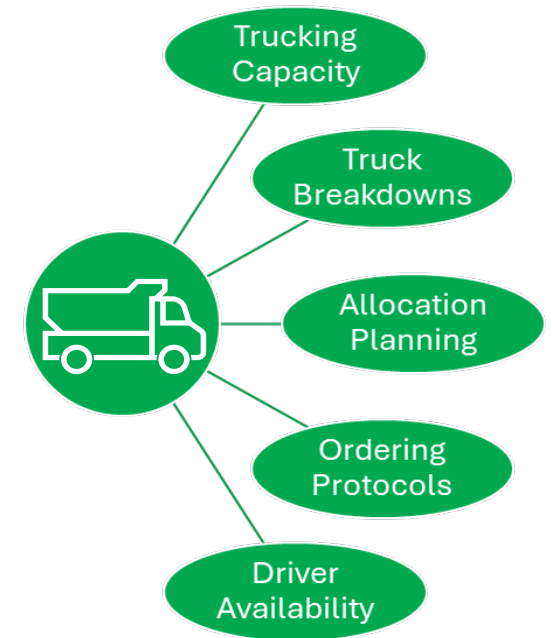 Trucking
Capacity
Truck
Breakdowns
Allocation
Planning
Ordering
Protocols
Driver
Availability